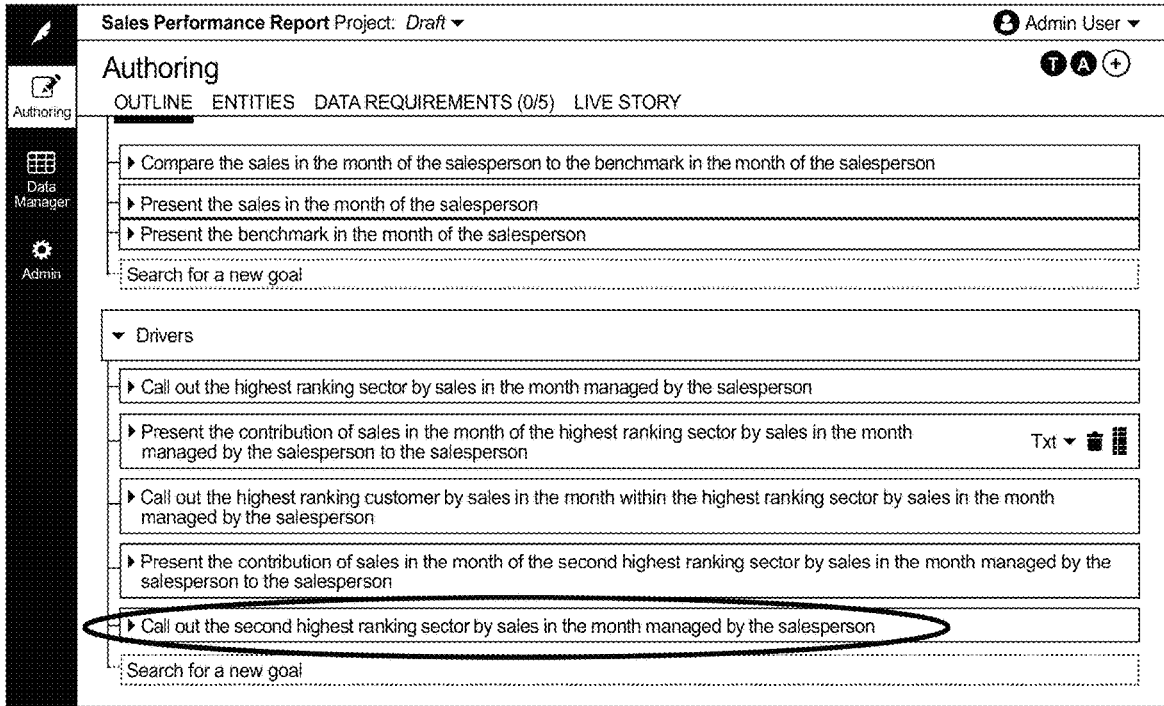 Sales Performance Report Project: Draft
Admin User
Authoring
T A +
OUTLINE ENTITIES DATA REQUIREMENTS (0/5) LIVE STORY
Authoring
Data
Manager
Admin
Compare the sales in the month of the salesperson to the benchmark in the month of the salesperson
Present the sales in the month of the salesperson
Present the benchmark in the month of the salesperson
Search for a new goal
Drivers
Call out the highest ranking sector by sales in the month managed by the salesperson
Present the contribution of sales in the month of the highest ranking sector by sales in the month
managed by the salesperson to the salesperson
Txt
Call out the highest ranking customer by sales in the month within the highest ranking sector by sales in the month
managed by the salesperson
Present the contribution of sales in the month of the second highest ranking sector by sales in the month managed by the
salesperson to the salesperson
Call out the second highest ranking sector by sales in the month managed by the salesperson
Search for a new goal